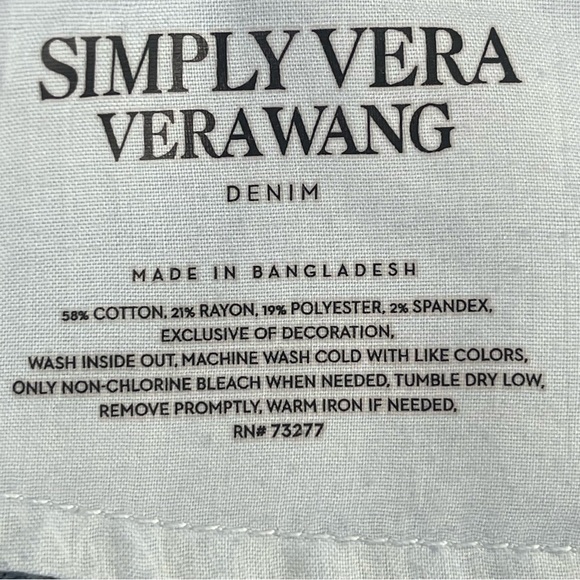 SIMPLY VERA
VERA WANG
DENIM
MADE IN BANGLADESH
58% COTTON, 21% RAYON, 19% POLYESTER, 2% SPANDEX,
EXCLUSIVE OF DECORATION,
WASH INSIDE OUT, MACHINE WASH COLD WITH LIKE COLORS,
ONLY NON-CHLORINE BLEACH WHEN NEEDED, TUMBLE DRY LOW,
REMOVE PROMPTLY, WARM IRON IF NEEDED,
RN# 73277